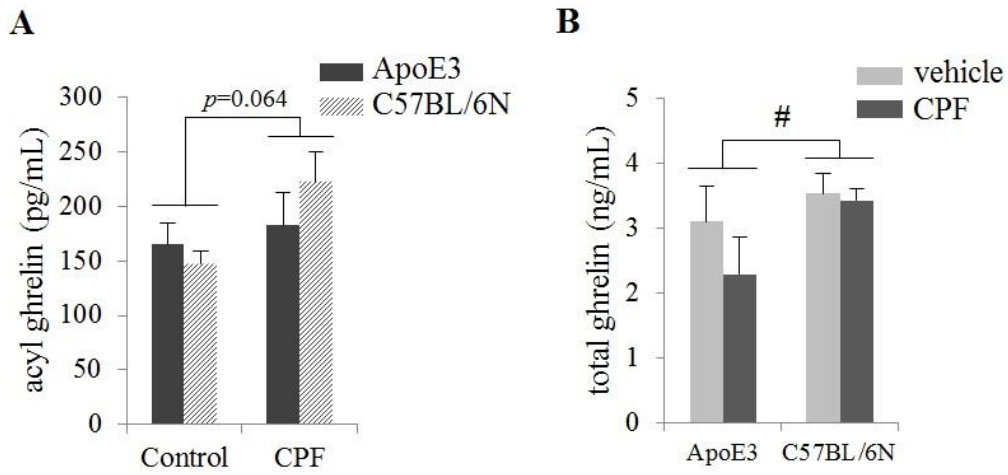 A
ApoE3
C57BL/6N
p=0.064
acyl ghrelin (pg/mL)
300
250
200
150
100
50
0
Control CPF
B
vehicle
CPF
#
total ghrelin (ng/mL)
5
4
3
2
1
0
ApoE3 C57BL/6N